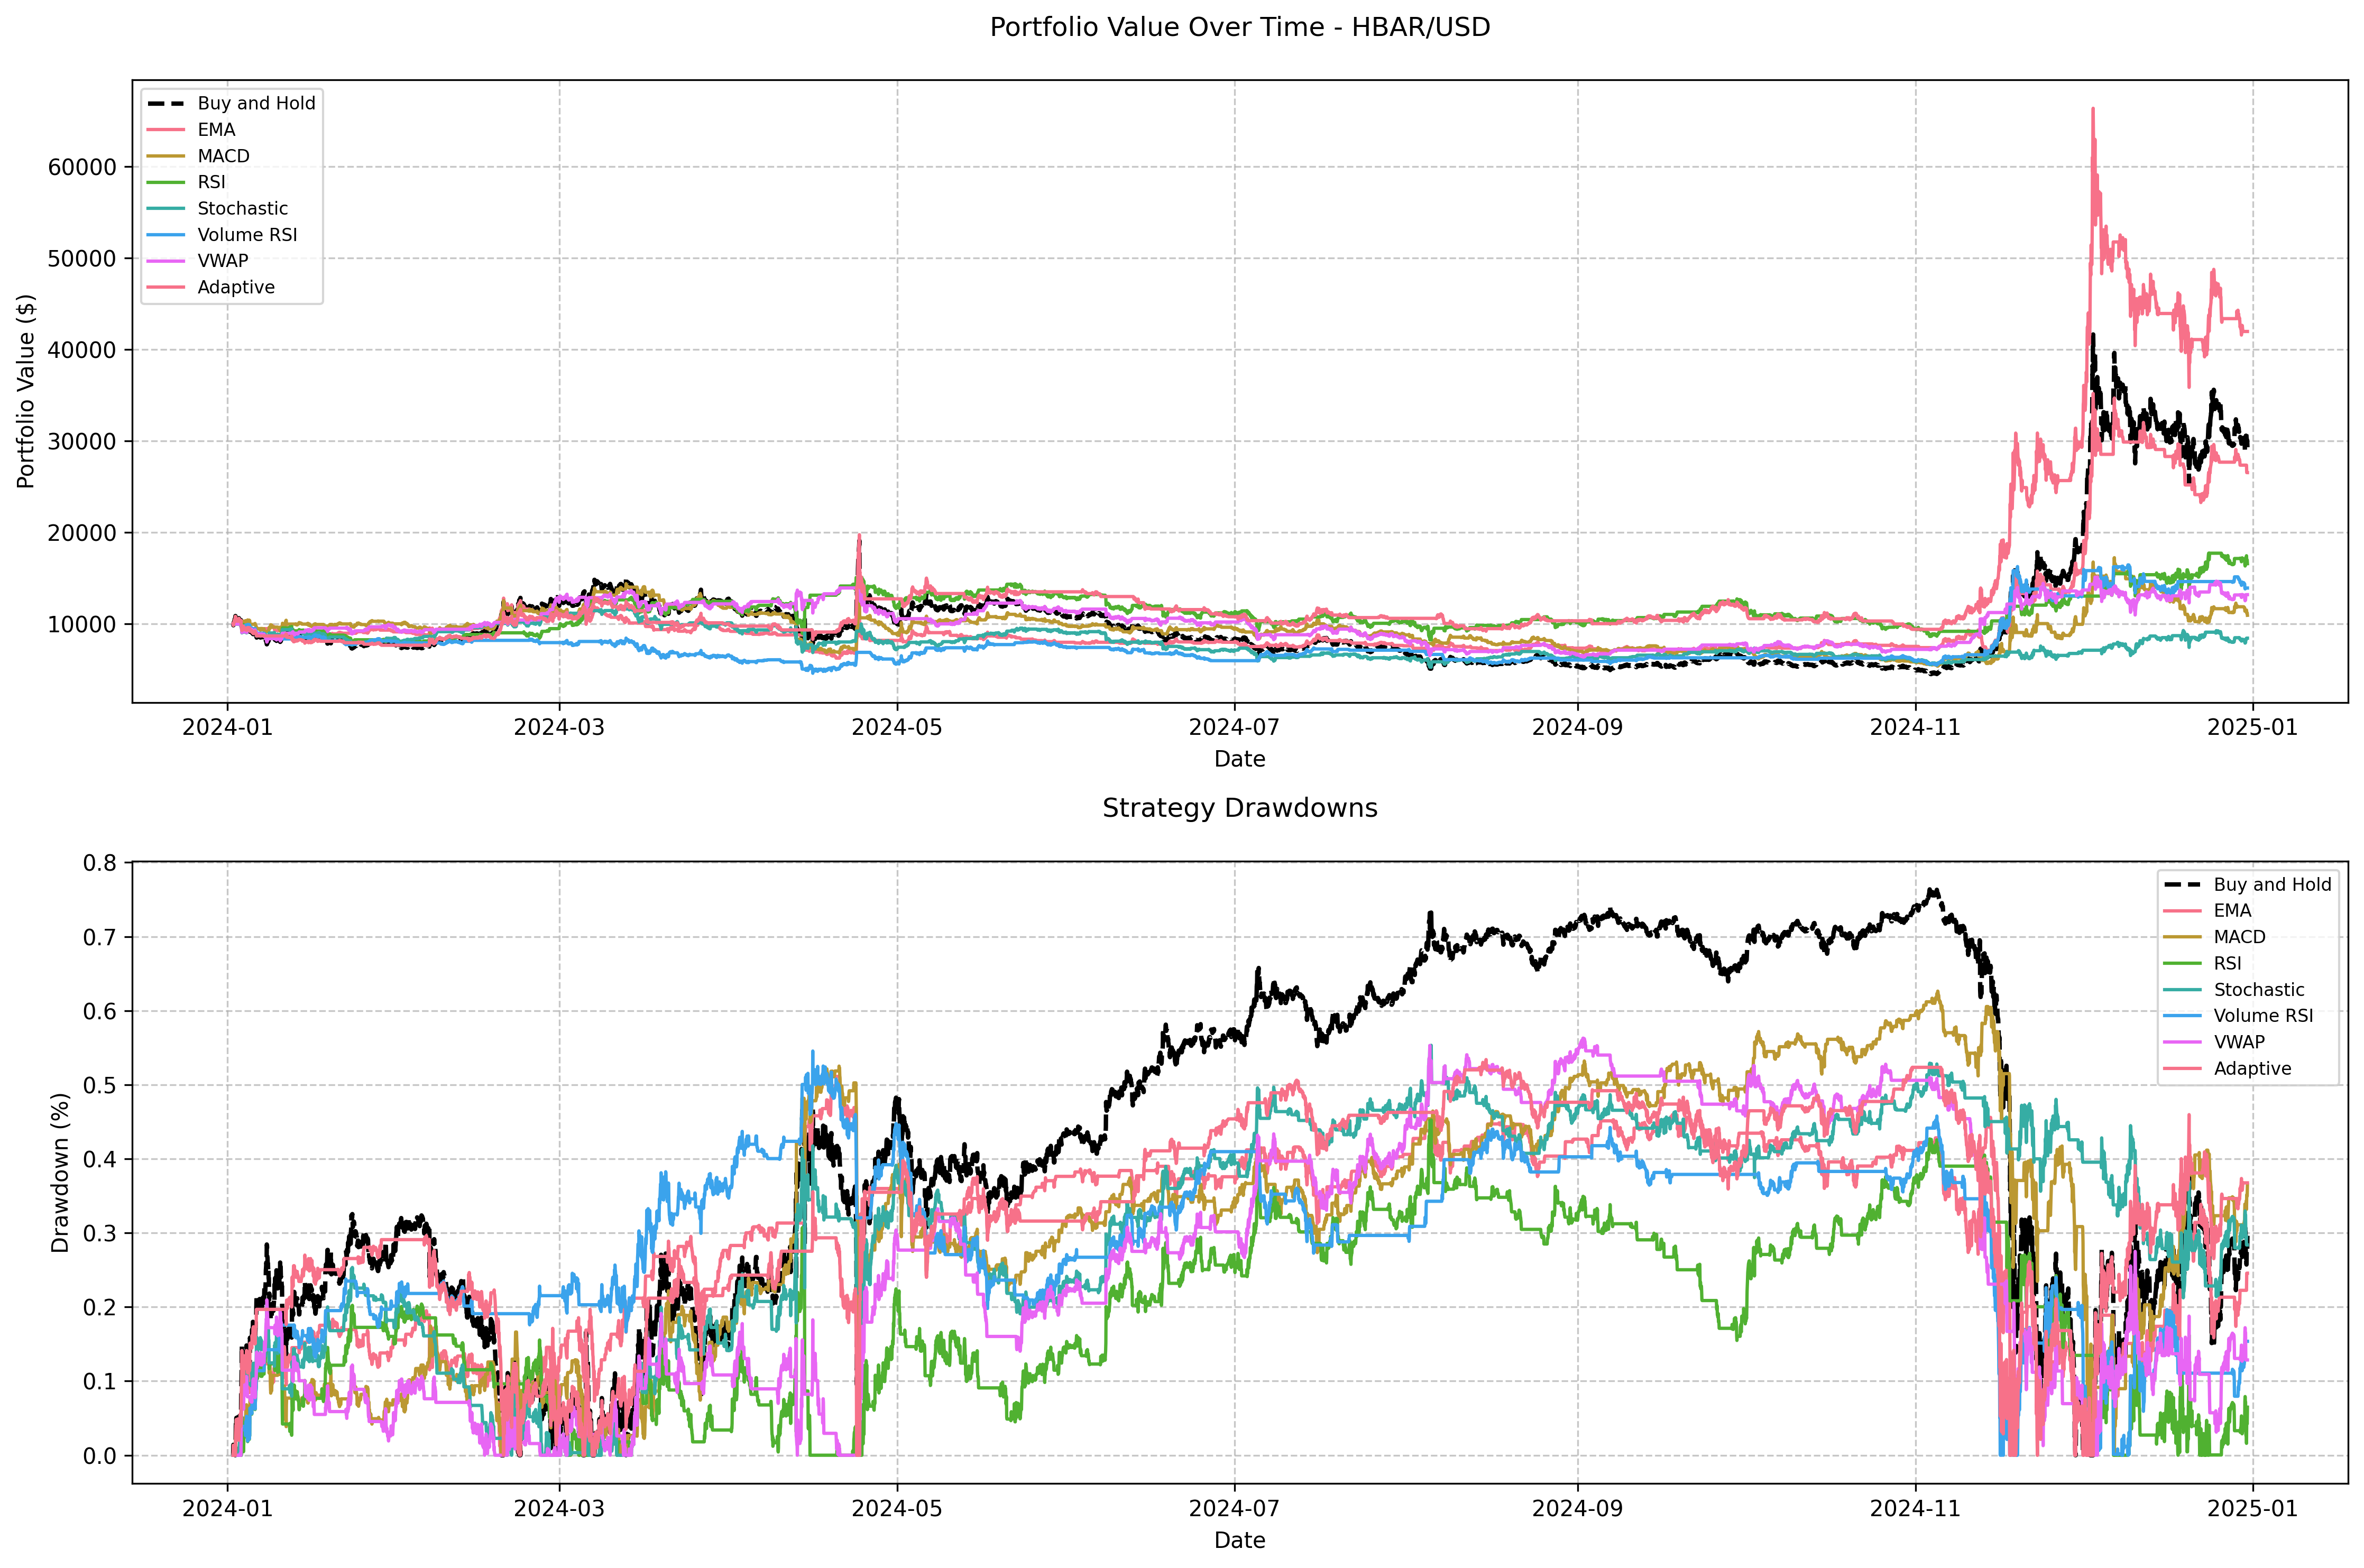 Portfolio Value Over Time - HBAR/USD
Portfolio Value ($)
60000
50000
40000
30000
20000
10000
Buy and Hold
EMA
MACD
RSI
Stochastic
Volume RSI
VWAP
Adaptive
2024-01
2024-03
2024-05
2024-07
2024-09
2024-11
2025-01
Date
Strategy Drawdowns
Drawdown (%)
0.8
0.7
0.6
0.5
0.4
0.3
0.2
0.1
0.0
Buy and Hold
EMA
MACD
RSI
Stochastic
Volume RSI
VWAP
Adaptive
2024-01
2024-03
2024-05
2024-07
2024-09
2024-11
2025-01
Date